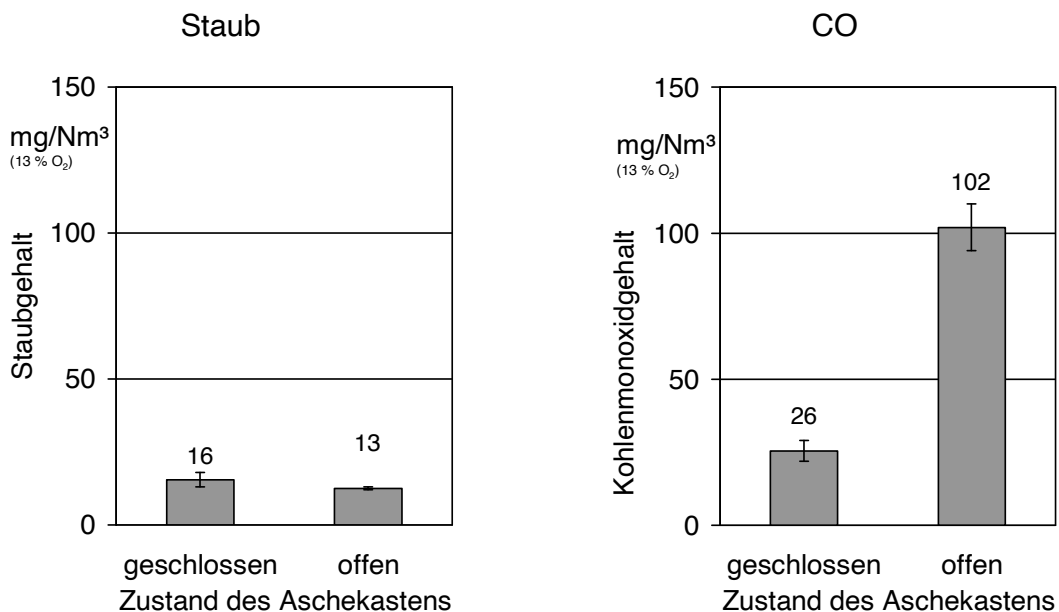 Staub
150
mg/Nm³
(13 % O₂)
100
50
0
Staubgehalt
16
13
geschlossen offen
Zustand des Aschekastens
CO
150
mg/Nm³
(13 % O₂)
100
50
0
Kohlenmonoxidgehalt
26
102
geschlossen offen
Zustand des Aschekastens